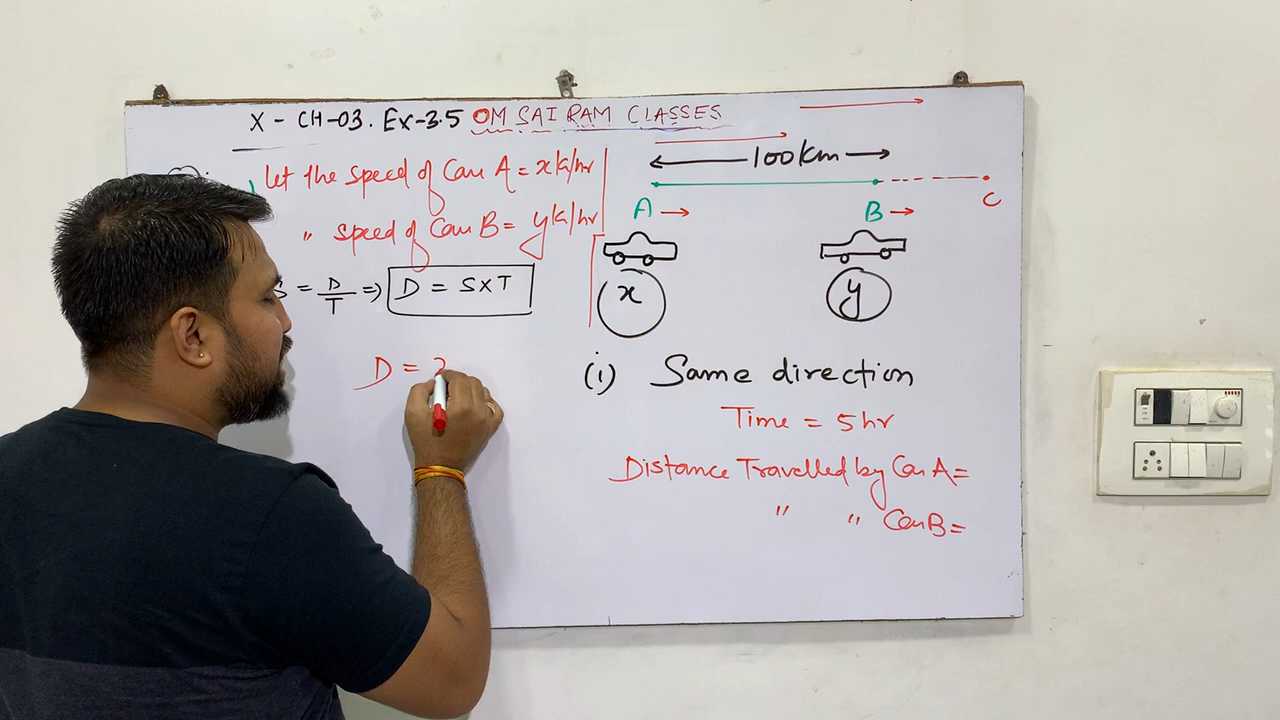 X - CH-03. Ex-3.5 OM SAI RAM CLASSES
let the speed of Car A = x k/hr
" speed of Car B = y k/hr
S = D/T => D = S X T
D =
100km
A B C
x y
(i) Same direction
Time = 5hr
Distance Travelled by Car A =
" " Car B =